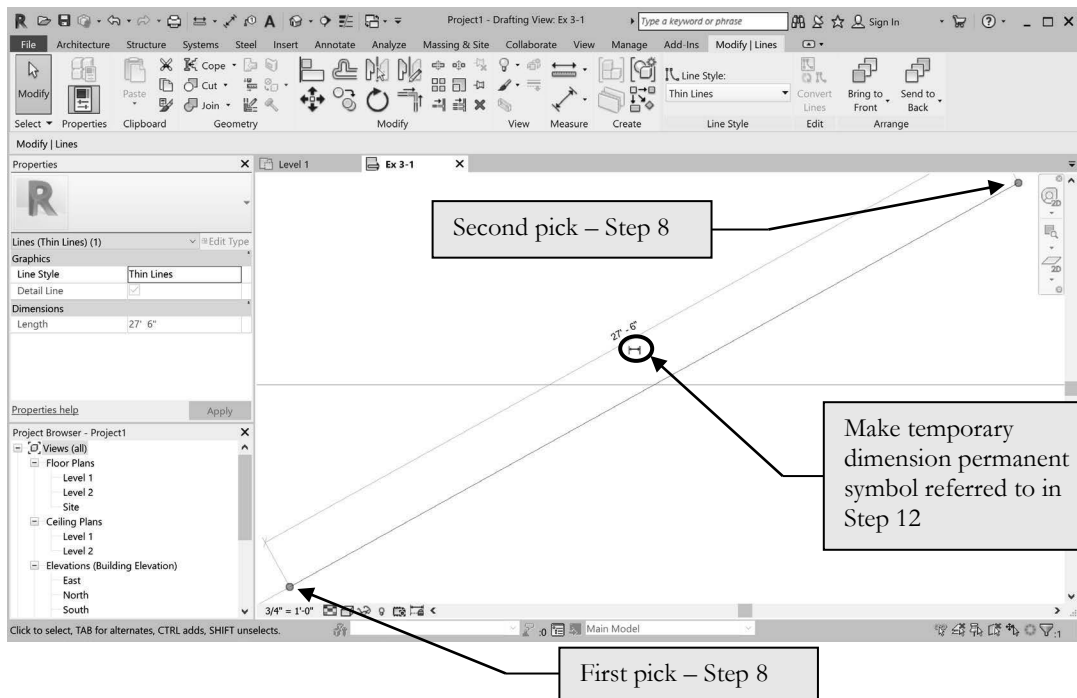 Project1 - Drafting View: Ex 3-1
Type a keyword or phrase
Sign In
File Architecture Structure Systems Steel Insert Annotate Analyze Massing & Site Collaborate View Manage Add-Ins Modify | Lines
Modify
Paste
Cope
Cut
Join
Line Style:
Thin Lines
Convert Lines
Bring to Front
Send to Back
Select Properties Clipboard Geometry Modify View Measure Create Line Style Edit Arrange
Modify | Lines
Properties
Level 1
Ex 3-1
R
Lines (Thin Lines) (1)
Edit Type
Graphics
Line Style Thin Lines
Detail Line
Dimensions
Length 27' 6"
Properties help
Apply
Project Browser - Project1
Views (all)
Floor Plans
Level 1
Level 2
Site
Ceiling Plans
Level 1
Level 2
Elevations (Building Elevation)
East
North
South
Second pick – Step 8
2D
2D
27' - 6"
Make temporary
dimension permanent
symbol referred to in
Step 12
3/4" = 1'-0"
Click to select, TAB for alternates, CTRL adds, SHIFT unselects.
:0
Main Model
:1
First pick – Step 8